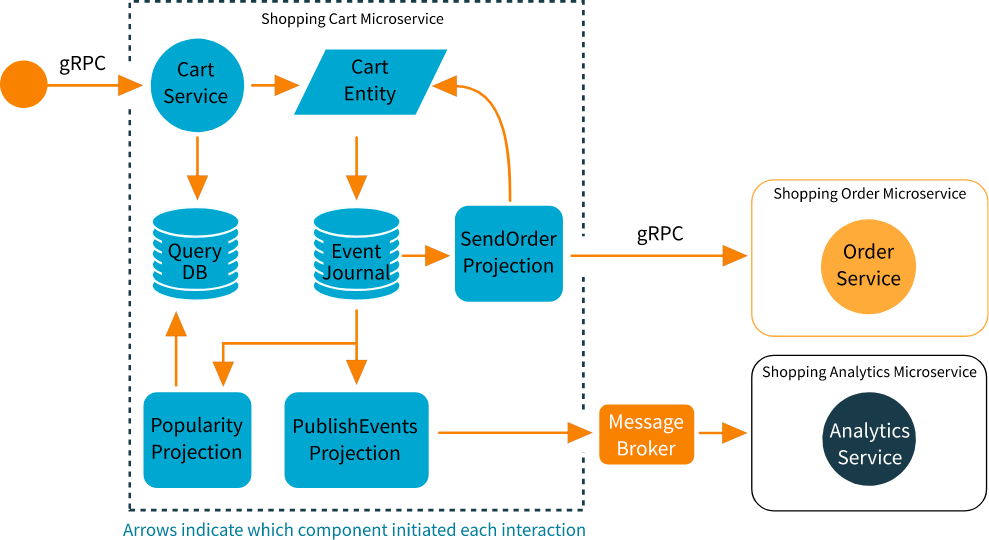 Shopping Cart Microservice
gRPC
Cart
Service
Cart
Entity
Shopping Order Microservice
Query
DB
Event
Journal
SendOrder
Projection
gRPC
Order
Service
Shopping Analytics Microservice
Popularity
Projection
PublishEvents
Projection
Message
Broker
Analytics
Service
Arrows indicate which component initiated each interaction